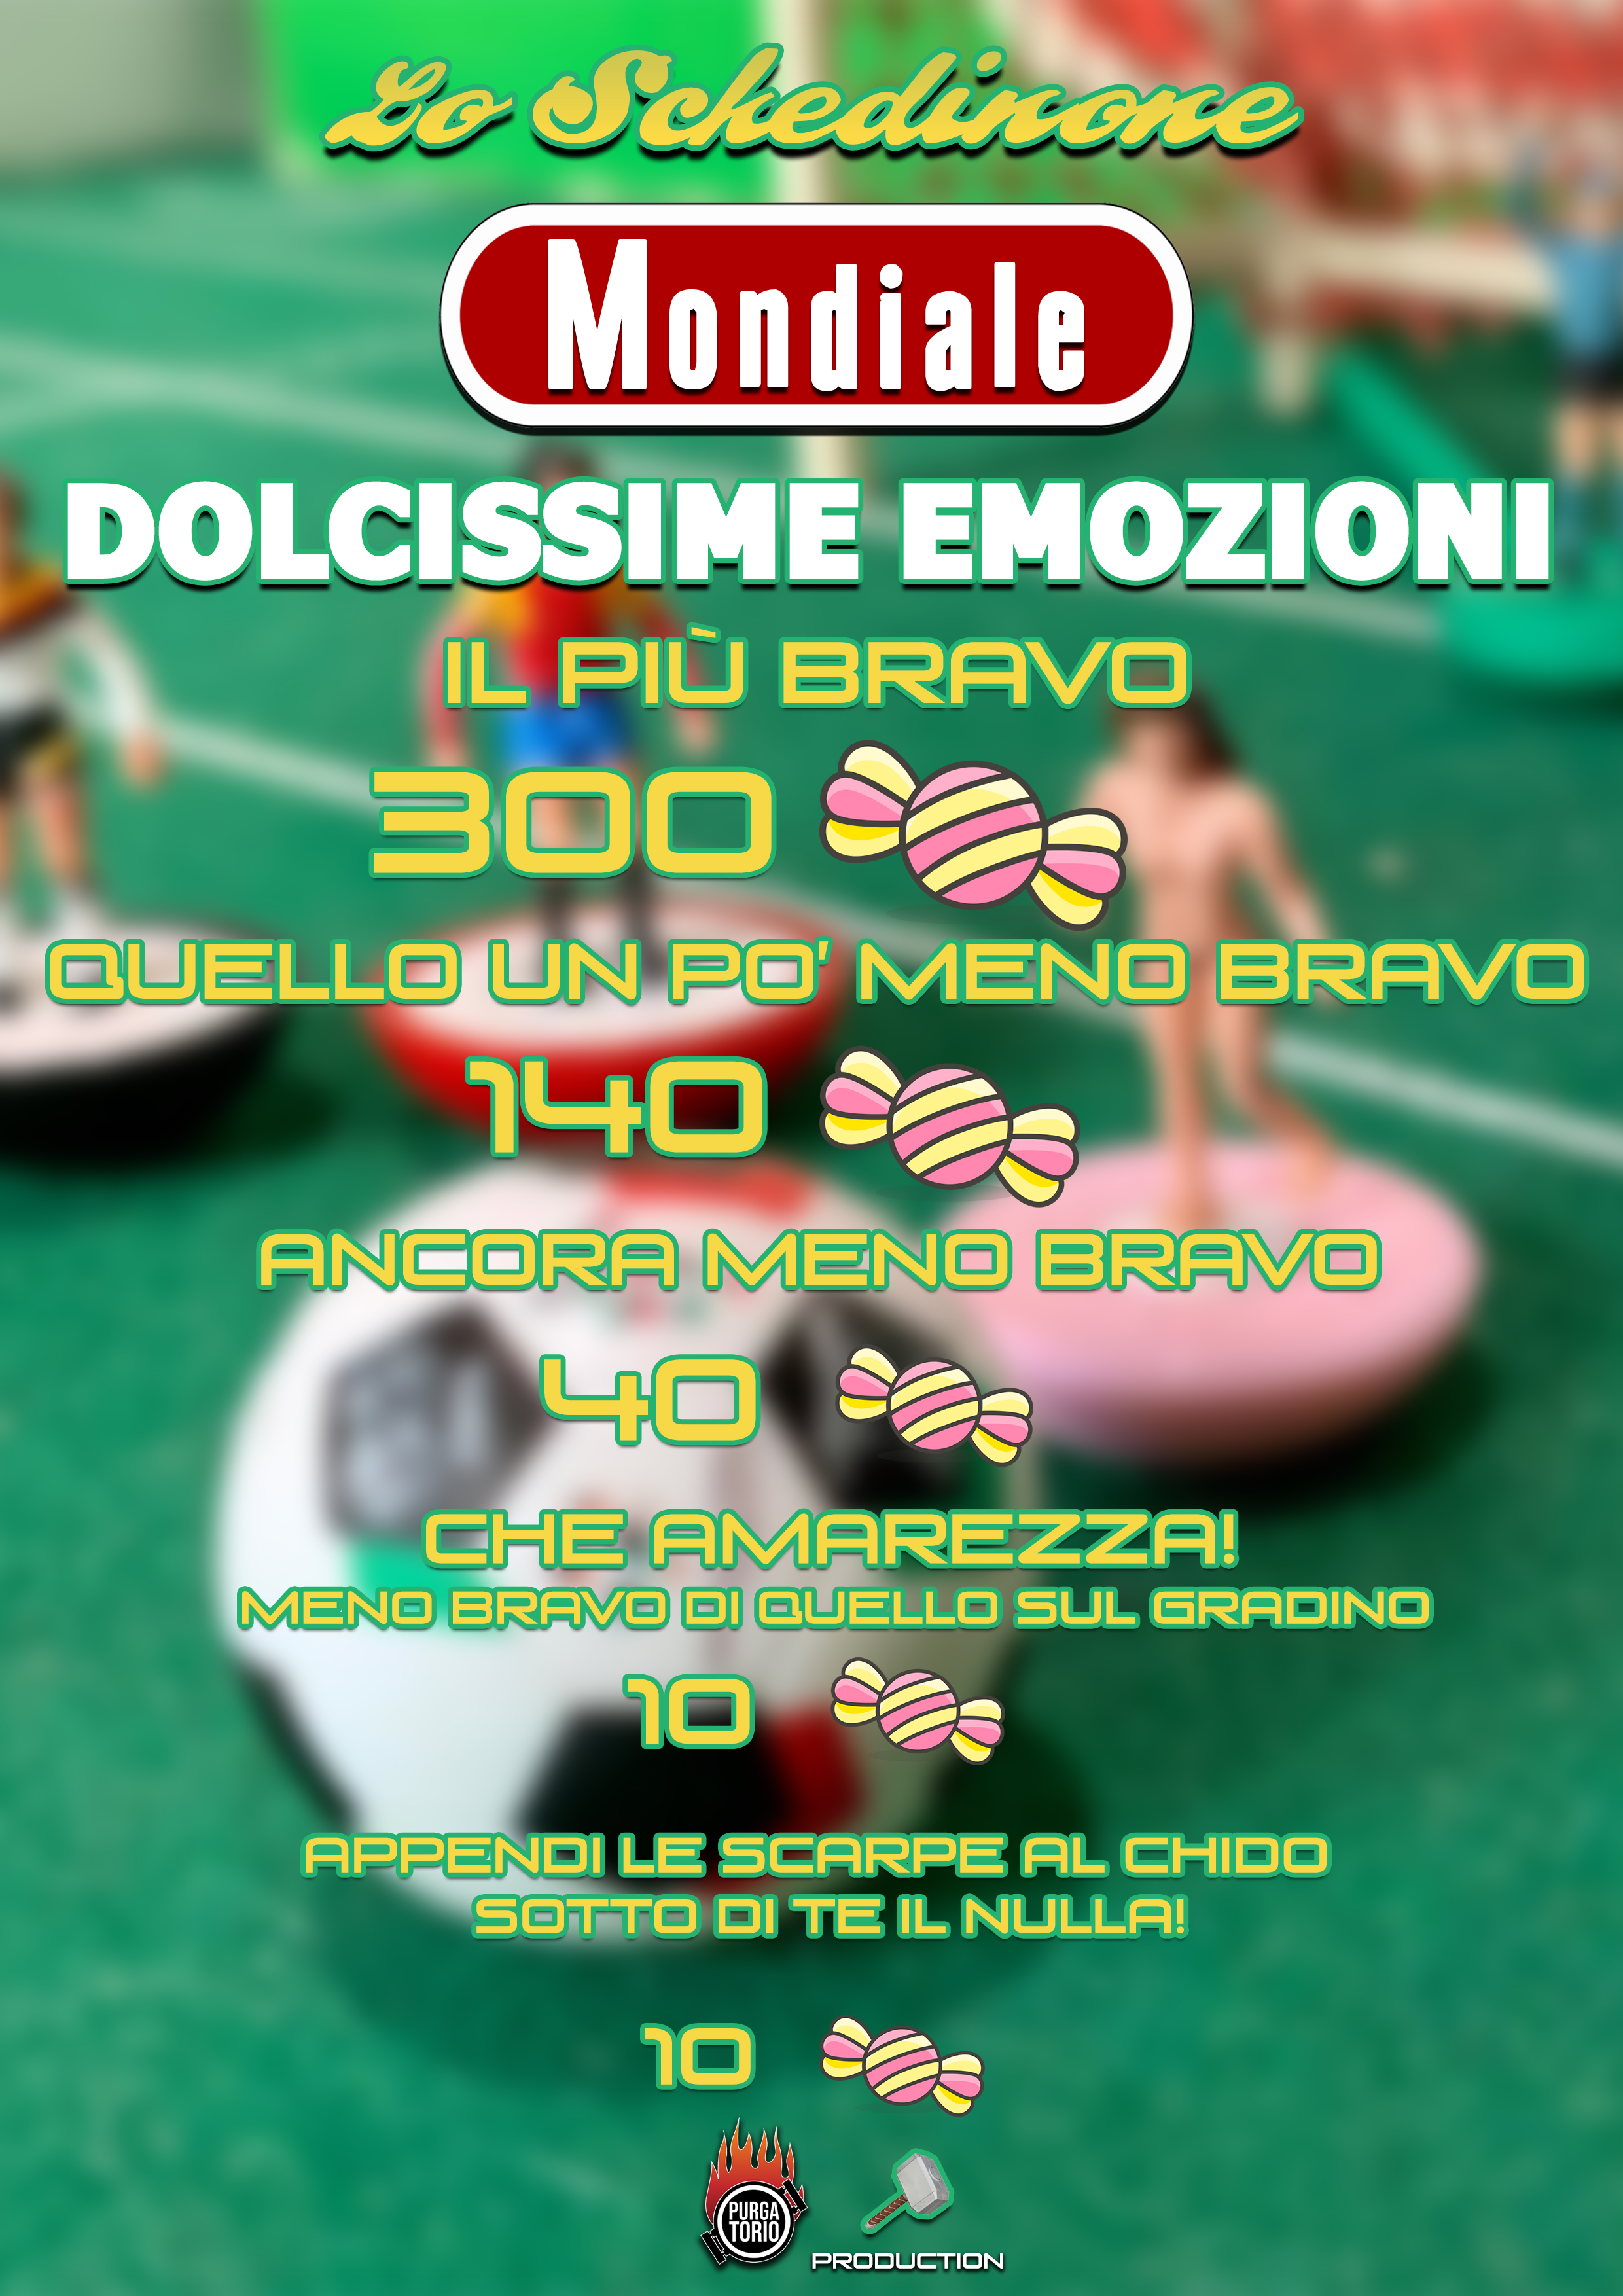 Lo Schedinone
Mondiale
DOLCISSIME EMOZIONI
IL PIÙ BRAVO
300
QUELLO UN PO' MENO BRAVO
140
ANCORA MENO BRAVO
40
CHE AMAREZZA!
MENO BRAVO DI QUELLO SUL GRADINO
10
APPENDI LE SCARPE AL CHIDO
SOTTO DI TE IL NULLA!
10
PURGA
TORIO
PRODUCTION